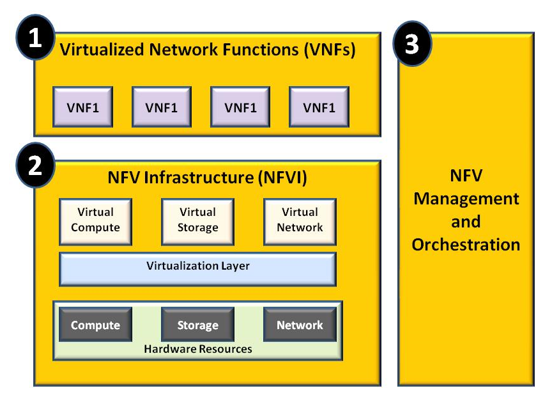 1
Virtualized Network Functions (VNFs)
VNF1 VNF1 VNF1 VNF1
2
NFV Infrastructure (NFVI)
Virtual
Compute
Virtual
Storage
Virtual
Network
Virtualization Layer
Compute Storage Network
Hardware Resources
3
NFV
Management
and
Orchestration